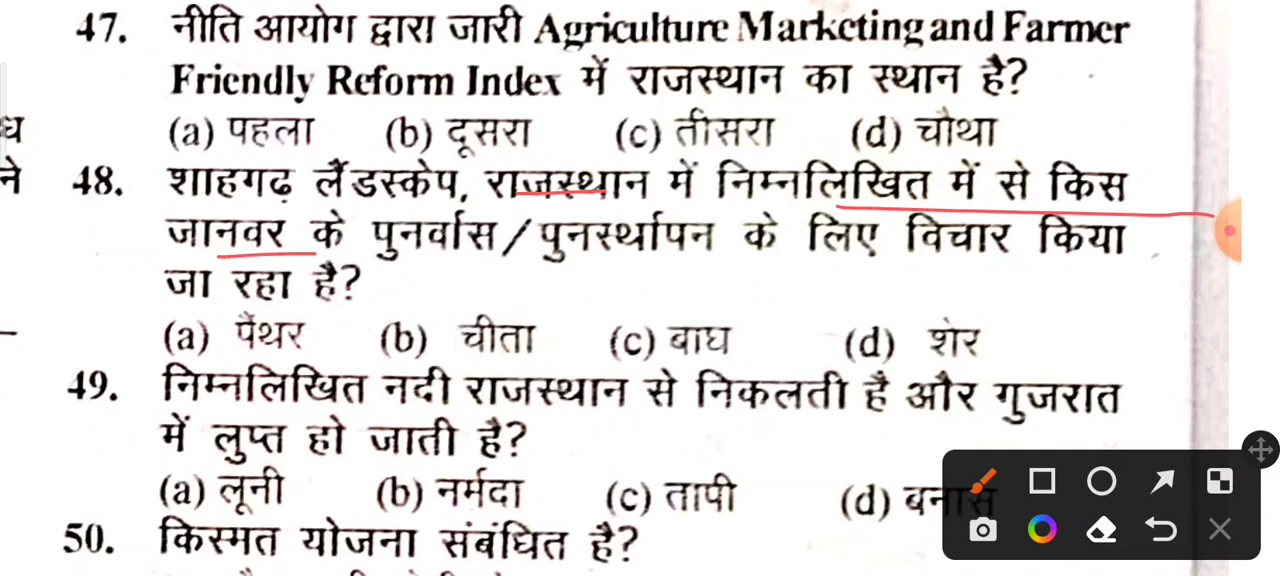 47. नीति आयोग द्वारा जारी Agriculture Marketing and Farmer
Friendly Reform Index में राजस्थान का स्थान है?
ध
(a) पहला (b) दूसरा (c) तीसरा (d) चौथा
ने
48. शाहगढ़ लैंडस्केप, राजस्थान में निम्नलिखित में से किस
जानवर के पुनर्वास/पुनर्स्थापन के लिए विचार किया
जा रहा है?
(a) पैंथर (b) चीता (c) बाघ (d) शेर
49. निम्नलिखित नदी राजस्थान से निकलती है और गुजरात
में लुप्त हो जाती है?
(a) लूनी (b) नर्मदा (c) तापी (d) बनास
50. किस्मत योजना संबंधित है?